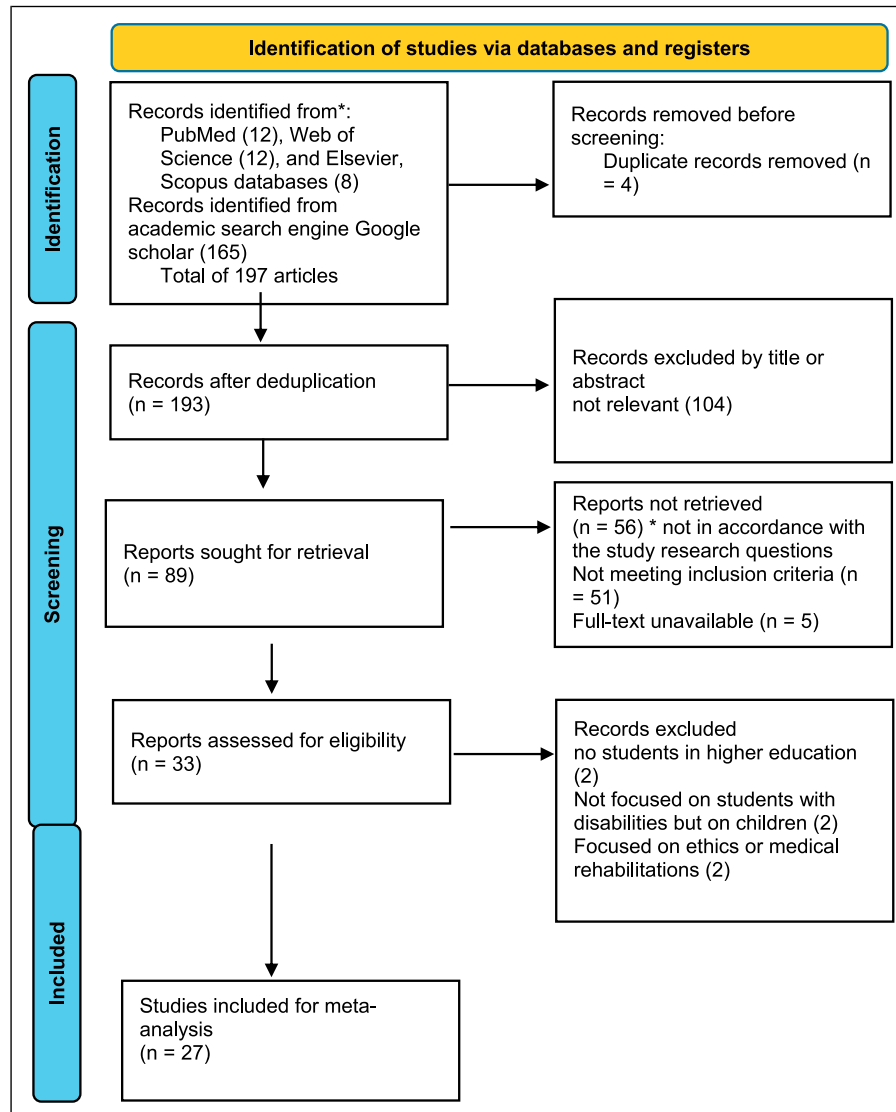 Identification of studies via databases and registers
Identification
Records identified from*:
PubMed (12), Web of
Science (12), and Elsevier,
Scopus databases (8)
Records identified from
academic search engine Google
scholar (165)
Total of 197 articles
Records removed before
screening:
Duplicate records removed (n
= 4)
Screening
Records after deduplication
(n = 193)
Records excluded by title or
abstract
not relevant (104)
Reports sought for retrieval
(n = 89)
Reports not retrieved
(n = 56) * not in accordance with
the study research questions
Not meeting inclusion criteria (n
= 51)
Full-text unavailable (n = 5)
Reports assessed for eligibility
(n = 33)
Records excluded
no students in higher education
(2)
Not focused on students with
disabilities but on children (2)
Focused on ethics or medical
rehabilitations (2)
Included
Studies included for meta-
analysis
(n = 27)